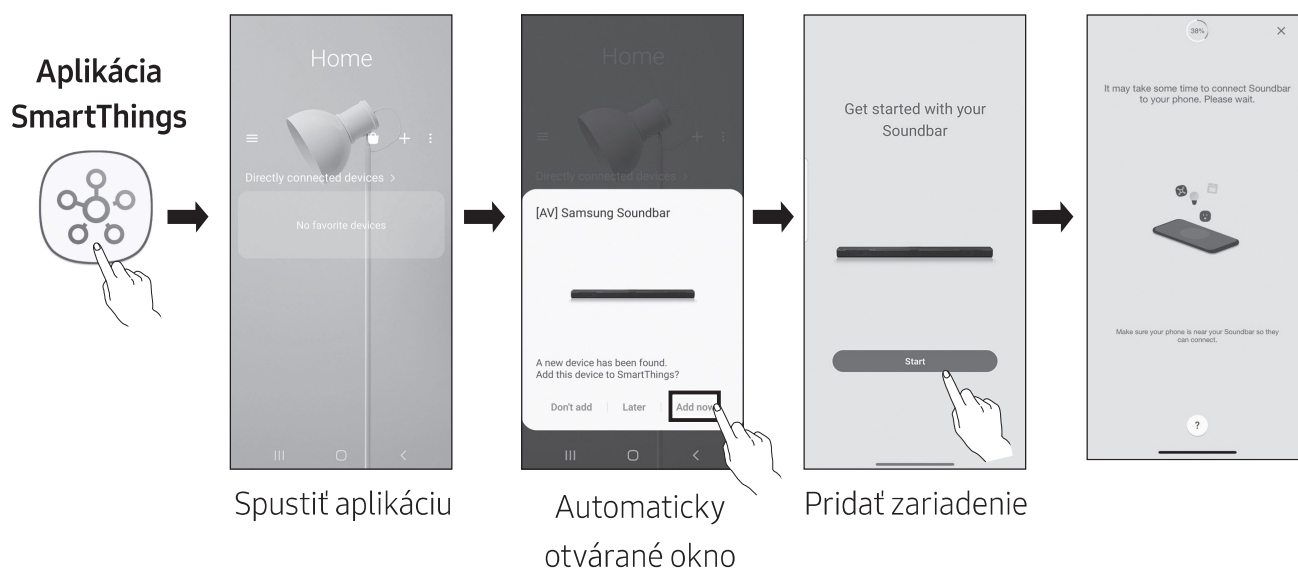 Aplikácia
SmartThings
Home
Directly connected devices >
No favorite devices
Spustiť aplikáciu
Home
Directly connected devices >
[AV] Samsung Soundbar
A new device has been found.
Add this device to SmartThings?
Don't add | Later | Add now
Automaticky
otvárané okno
Get started with your
Soundbar
Start
Pridať zariadenie
38%
It may take some time to connect Soundbar
to your phone. Please wait.
Make sure your phone is near your Soundbar so they
can connect.
?